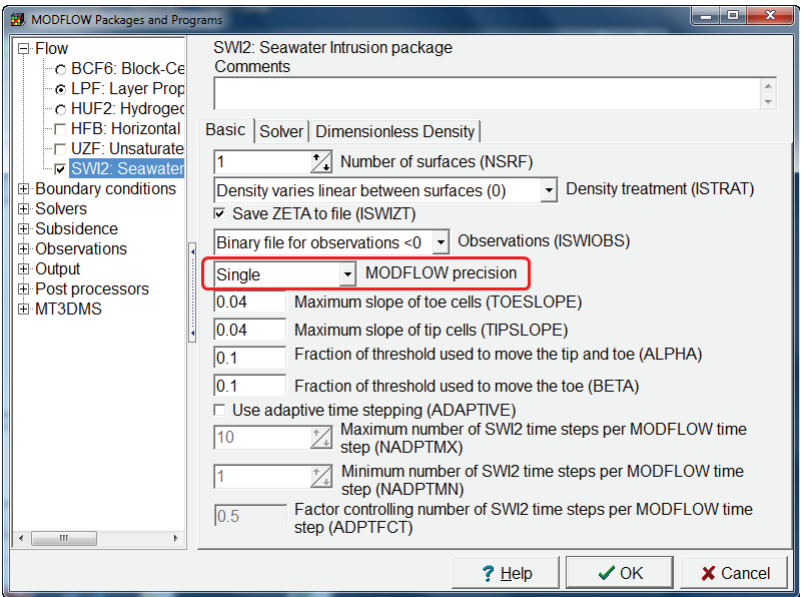 MODFLOW Packages and Programs
Flow
BCF6: Block-Ce
LPF: Layer Prop
HUF2: Hydrogeo
HFB: Horizontal
UZF: Unsaturate
SWI2: Seawater
Boundary conditions
Solvers
Subsidence
Observations
Output
Post processors
MT3DMS
SWI2: Seawater Intrusion package
Comments
Basic Solver Dimensionless Density
1 Number of surfaces (NSRF)
Density varies linear between surfaces (0) Density treatment (ISTRAT)
Save ZETA to file (ISWIZT)
Binary file for observations <0 Observations (ISWIOBS)
Single MODFLOW precision
0.04 Maximum slope of toe cells (TOESLOPE)
0.04 Maximum slope of tip cells (TIPSLOPE)
0.1 Fraction of threshold used to move the tip and toe (ALPHA)
0.1 Fraction of threshold used to move the toe (BETA)
Use adaptive time stepping (ADAPTIVE)
10 Maximum number of SWI2 time steps per MODFLOW time
step (NADPTMX)
1 Minimum number of SWI2 time steps per MODFLOW time
step (NADPTMN)
0.5 Factor controlling number of SWI2 time steps per MODFLOW time
step (ADPTFCT)
? Help OK Cancel